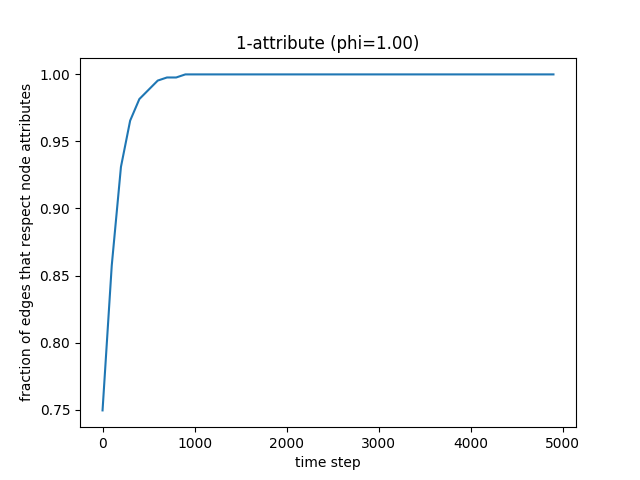 1-attribute (phi=1.00)
fraction of edges that respect node attributes
1.00
0.95
0.90
0.85
0.80
0.75
0 1000 2000 3000 4000 5000
time step